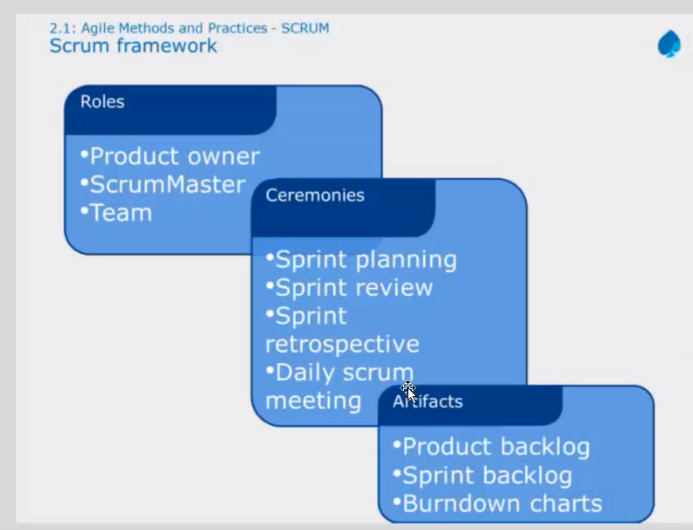 2.1: Agile Methods and Practices - SCRUM
Scrum framework
Roles
•Product owner
•ScrumMaster
•Team
Ceremonies
•Sprint planning
•Sprint review
•Sprint
retrospective
•Daily scrum
meeting
Artifacts
•Product backlog
•Sprint backlog
•Burndown charts